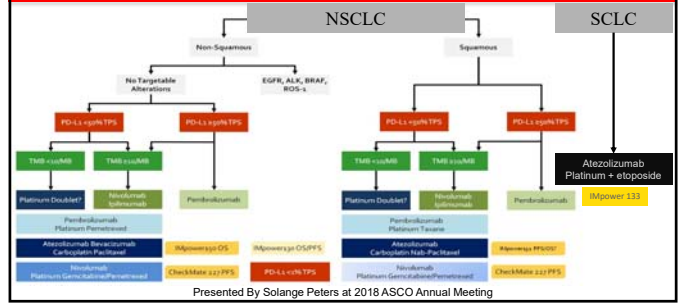 NSCLC
SCLC
Non-Squamous
Squamous
No Targetable
Alterations
EGFR, ALK, BRAF,
ROS-1
PD-L1 <50% TPS
PD-L1 ≥50% TPS
PD-L1 <50% TPS
PD-L1 ≥50% TPS
TMB <10/MB
TMB ≥10/MB
TMB <10/MB
TMB ≥10/MB
Atezolizumab
Platinum + etoposide
Platinum Doublet?
Nivolumab
Ipilimumab
Pembrolizumab
Platinum Doublet?
Nivolumab
Ipilimumab
Pembrolizumab
IMpower 133
Pembrolizumab
Platinum Pemetrexed
Pembrolizumab
Platinum Taxane
Atezolizumab Bevacizumab
Carboplatin Paclitaxel
IMpower150 OS
IMpower130 OS/PFS
Atezolizumab
Carboplatin Nab-Paclitaxel
IMpower131 PFS/OS?
Nivolumab
Platinum Gemcitabine/Pemetrexed
CheckMate 227 PFS
PD-L1 <1% TPS
Nivolumab
Platinum Gemcitabine/Pemetrexed
CheckMate 227 PFS
Presented By Solange Peters at 2018 ASCO Annual Meeting